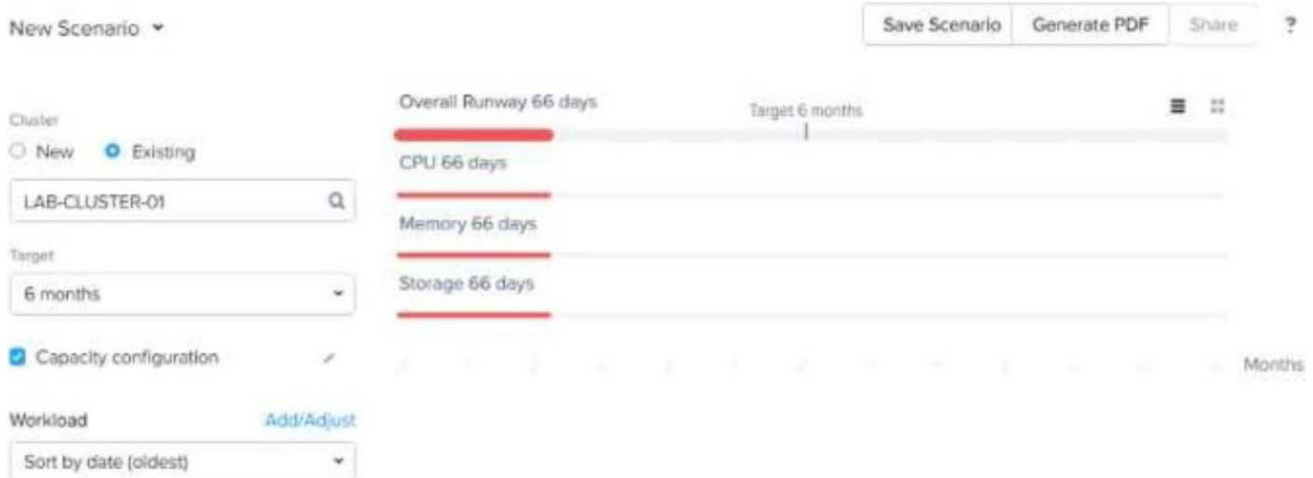 New Scenario
Save Scenario Generate PDF Share ?
Cluster
New Existing
LAB-CLUSTER-01
Target
6 months
Capacity configuration
Workload Add/Adjust
Sort by date (oldest)
Overall Runway 66 days Target 6 months
CPU 66 days
Memory 66 days
Storage 66 days
Months